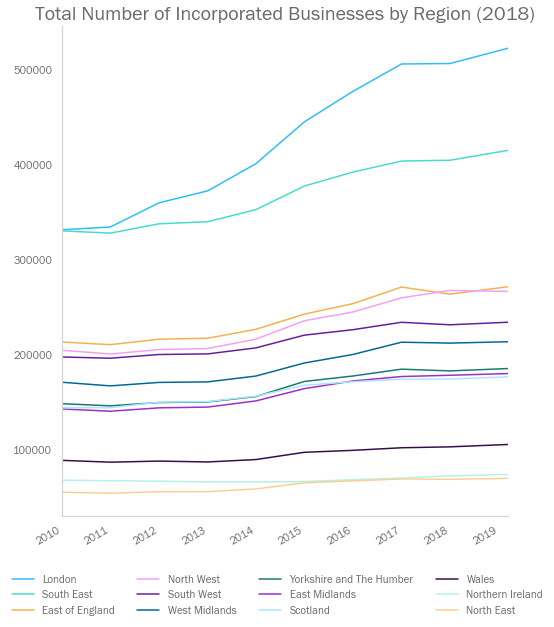 Total Number of Incorporated Businesses by Region (2018)
500000
400000
300000
200000
100000
2010 2011 2012 2013 2014 2015 2016 2017 2018 2019
London North West Yorkshire and The Humber Wales
South East South West East Midlands Northern Ireland
East of England West Midlands Scotland North East